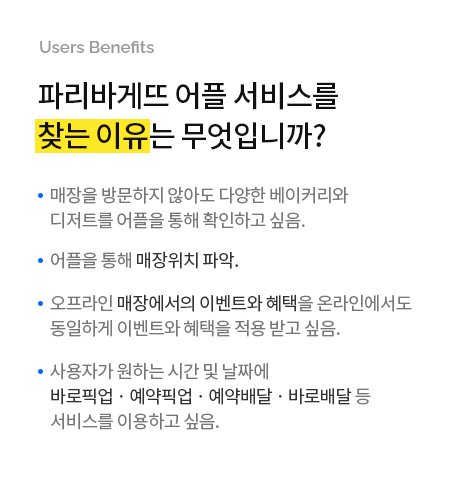 Users Benefits
파리바게뜨 어플 서비스를
찾는 이유는 무엇입니까?
• 매장을 방문하지 않아도 다양한 베이커리와
디저트를 어플을 통해 확인하고 싶음.
• 어플을 통해 매장위치 파악.
• 오프라인 매장에서의 이벤트와 혜택을 온라인에서도
동일하게 이벤트와 혜택을 적용 받고 싶음.
• 사용자가 원하는 시간 및 날짜에
바로픽업 · 예약픽업 · 예약배달 · 바로배달 등
서비스를 이용하고 싶음.